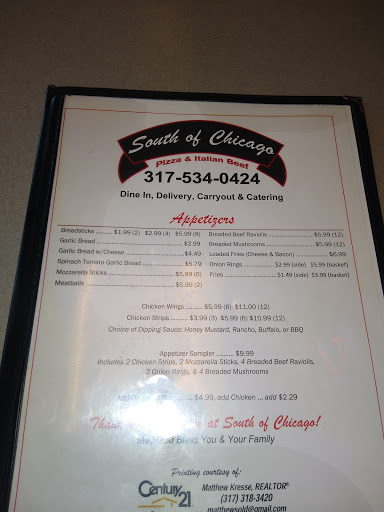 South of Chicago
Pizza & Italian Beef
317-534-0424
Dine In, Delivery, Carryout & Catering
Appetizers
Breadsticks $1.99 (2) $2.99 (4) $5.99 (8)
Garlic Bread $2.99
Garlic Bread w/Cheese $4.49
Spinach Tomato Garlic Bread $5.79
Mozzarella Sticks $5.99 (6)
Meatballs $5.99 (2)
Breaded Beef Raviolis $5.99 (12)
Breaded Mushrooms $5.99 (12)
Loaded Fries (Cheese & Bacon) $6.99
Onion Rings $2.99 (side) $5.99 (basket)
Fries $1.49 (side) $3.99 (basket)
Chicken Wings $5.99 (6) $11.00 (12)
Chicken Strips $3.99 (3) $5.99 (6) $10.99 (12)
Choice of Dipping Sauce: Honey Mustard, Ranch, Buffalo, or BBQ
Appetizer Sampler $9.99
Includes 2 Chicken Strips, 2 Mozzarella Sticks, 4 Breaded Beef Raviolis,
2 Onion Rings, & 4 Breaded Mushrooms
$4.99, add Chicken ... add $2.29
at South of Chicago!
Bless You & Your Family
Printing courtesy of:
Century 21
Matthew Kresse, REALTOR®
(317) 318-3420
matthewsold@gmail.com